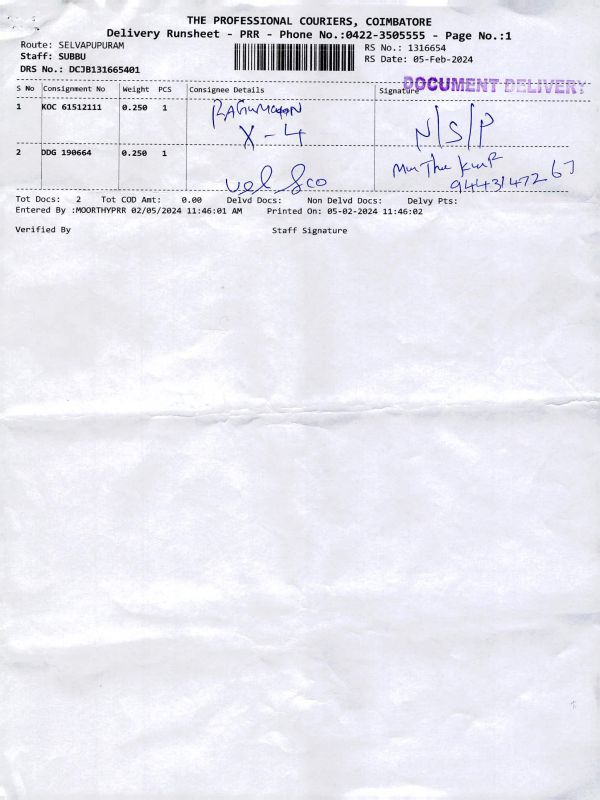 THE PROFESSIONAL COURIERS, COIMBATORE
Delivery Runsheet - PRR - Phone No.:0422-3505555 - Page No.:1
Route: SELVAPUPURAM
RS No.: 1316654
Staff: SUBBU
RS Date: 05-Feb-2024
DRS No.: DCJB131665401
DOCUMENT DELIVERY
S No Consignment No Weight PCS Consignee Details Signature
1 KOC 61512111 0.250 1
X - 4 N/S/P
2 DDG 190664 0.250 1
vel &co 9443147267
Tot Docs: 2 Tot COD Amt: 0.00 Delvd Docs: Non Delvd Docs: Delvy Pts:
Entered By :MOORTHYPRR 02/05/2024 11:46:01 AM Printed On: 05-02-2024 11:46:02
Verified By Staff Signature